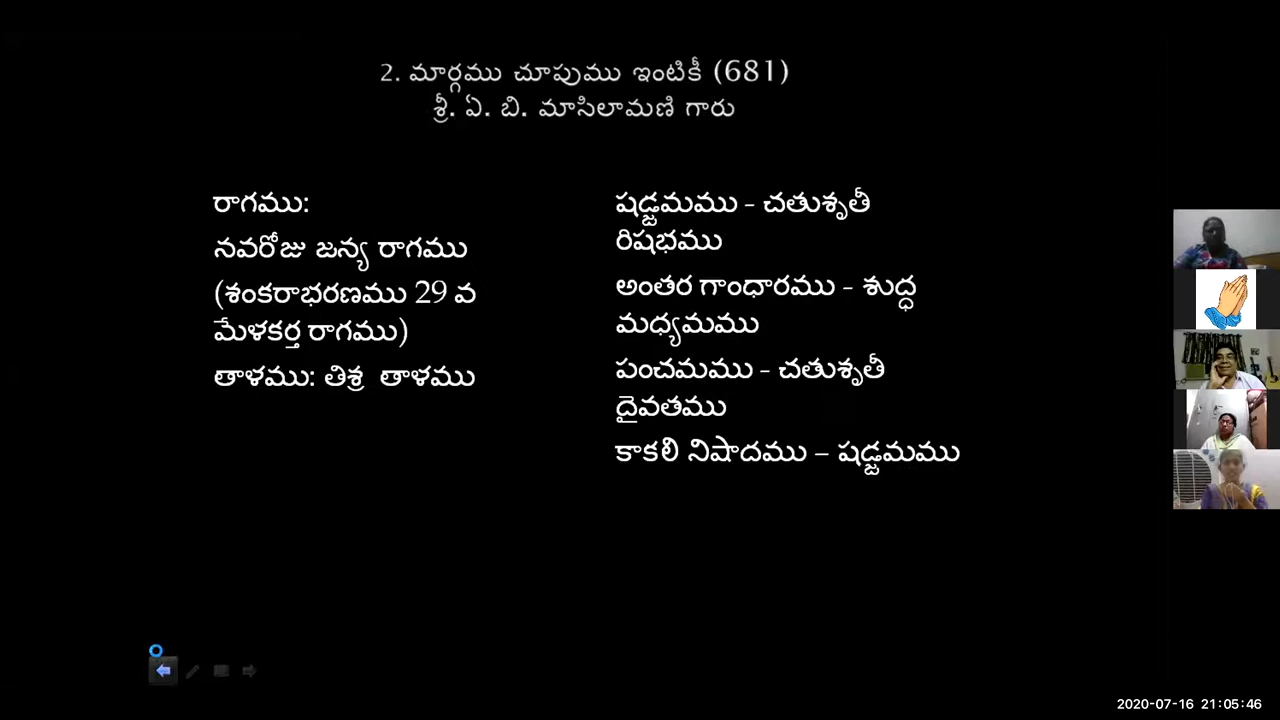 2. మార్గము చూపుము ఇంటికీ (681)
శ్రీ. ఏ. బి. మాసిలామణి గారు
రాగము:
నవరోజు జన్య రాగము
(శంకరాభరణము 29 వ
మేళకర్త రాగము)
తాళము: తిశ్ర తాళము
షడ్జమము - చతుశృతీ
రిషభము
అంతర గాంధారము - శుద్ధ
మధ్యమము
పంచమము - చతుశృతీ
దైవతము
కాకలి నిషాదము – షడ్జమము
2020-07-16 21:05:46